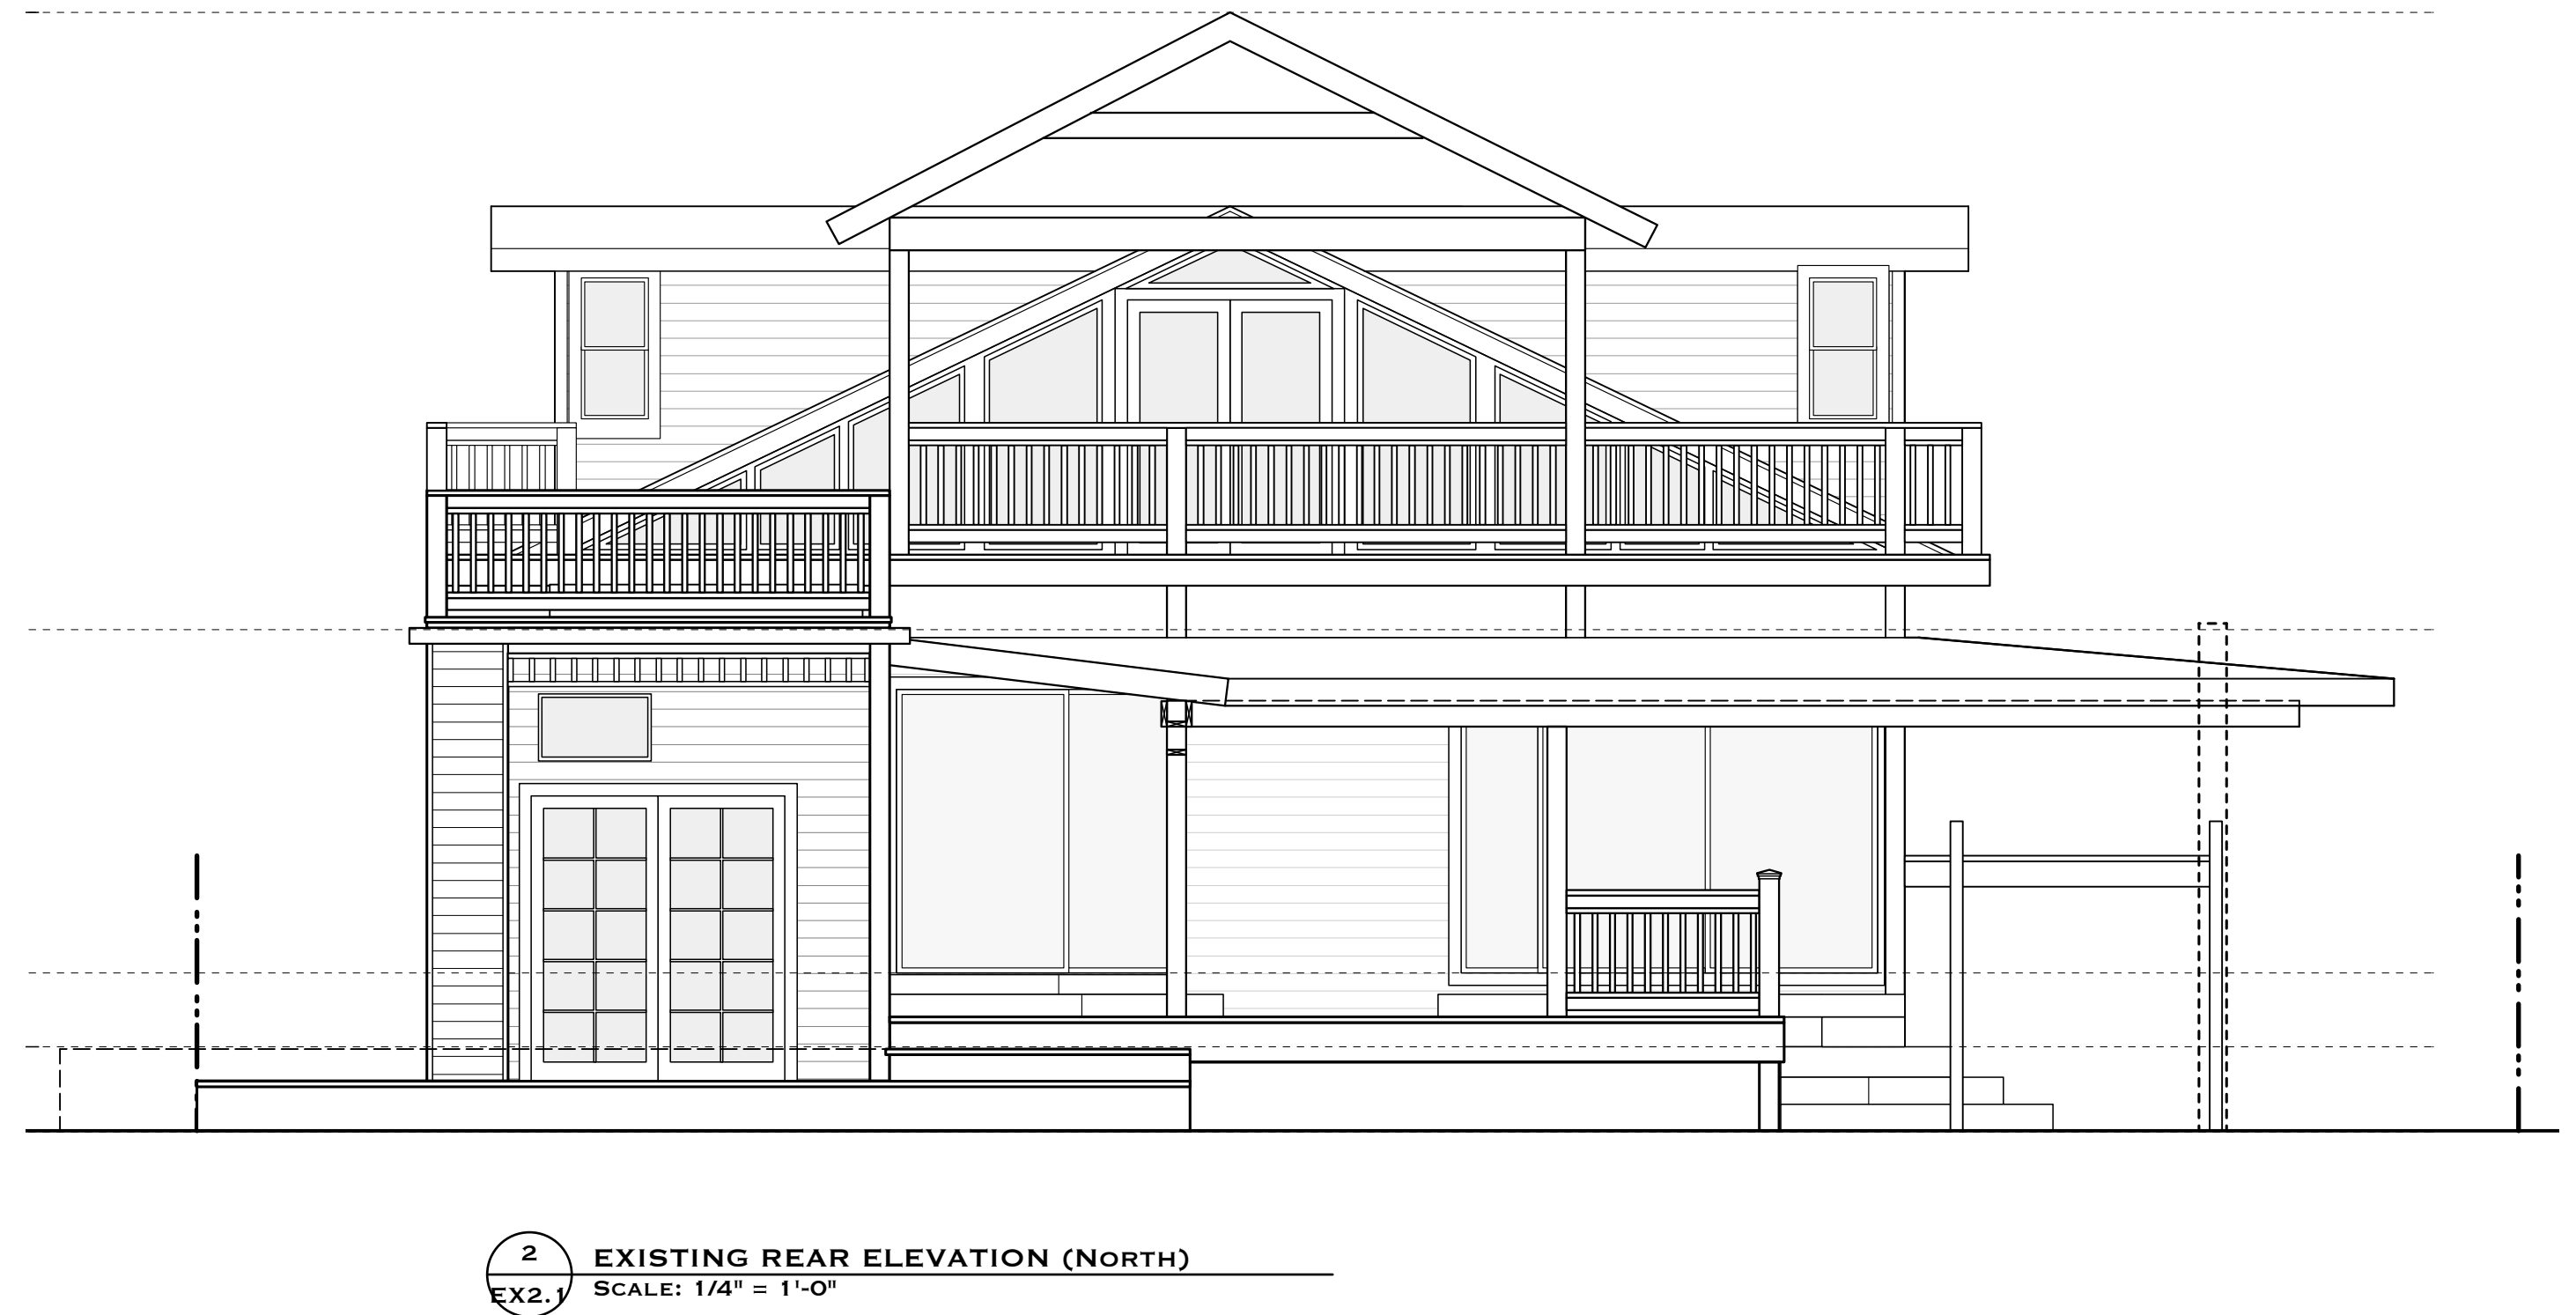 2
EXISTING REAR ELEVATION (NORTH)
EX2.1
SCALE: 1/4" = 1'-0"